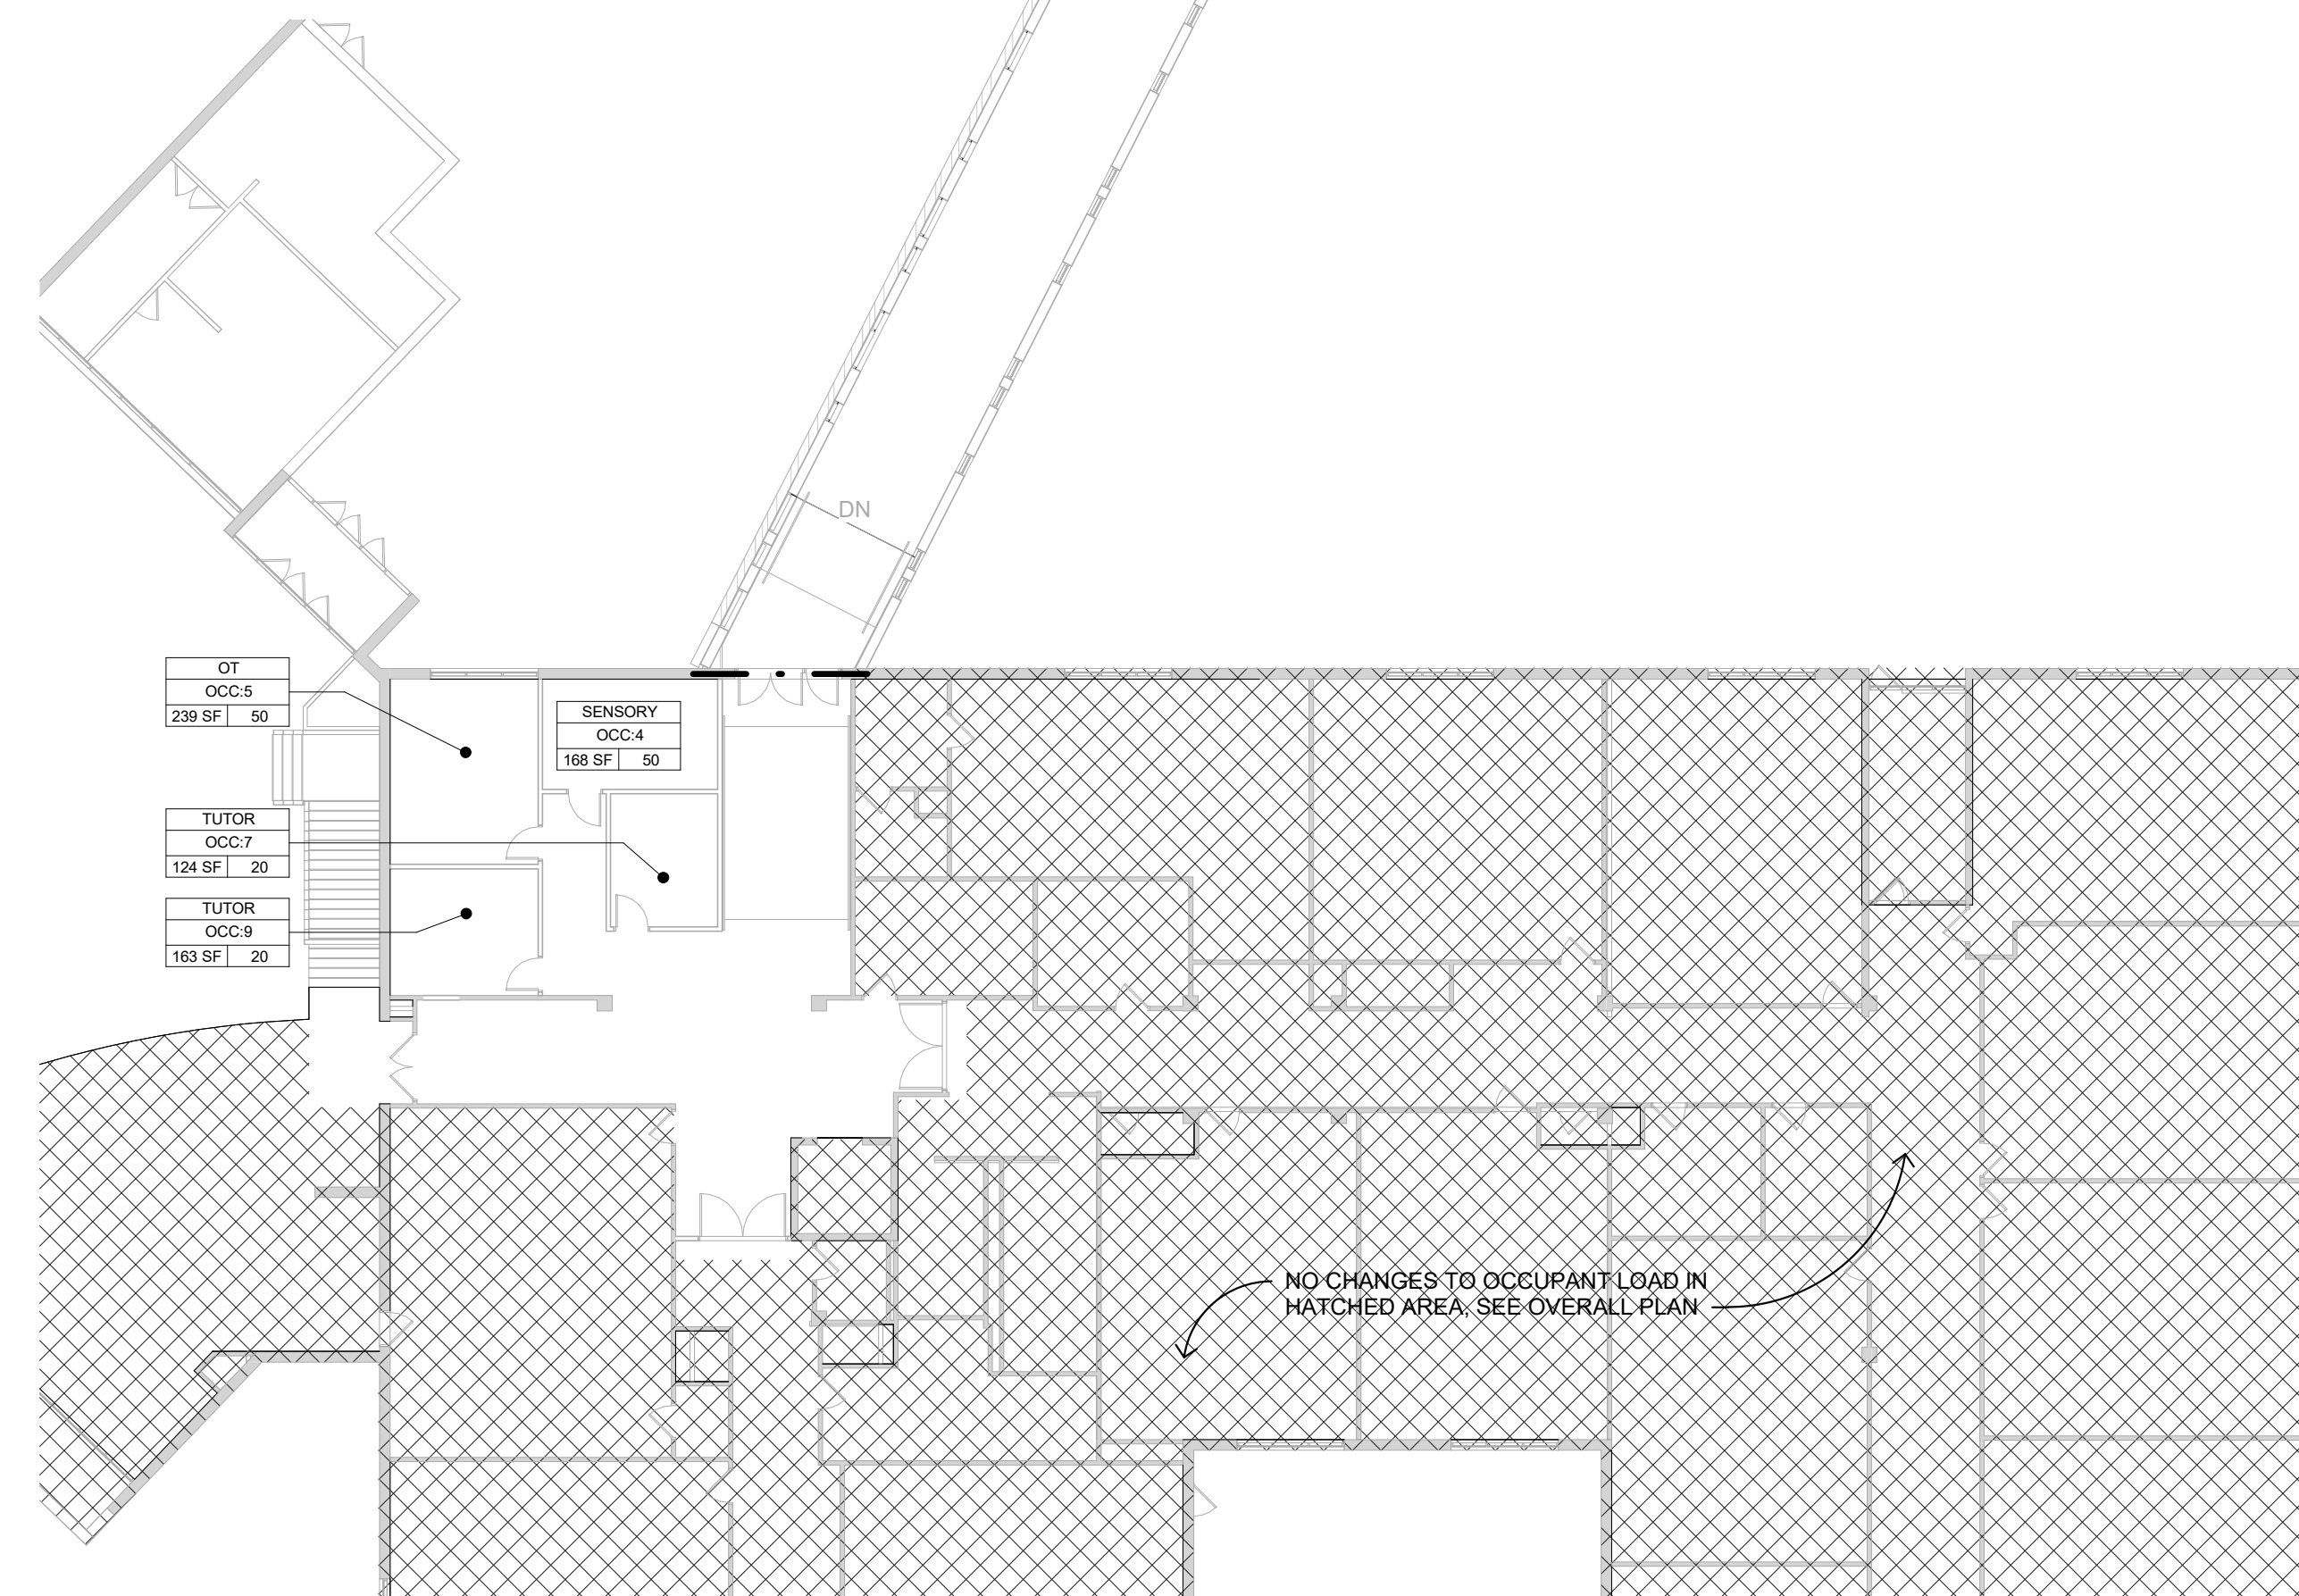 DN
OT
OCC:5
239 SF 50
SENSORY
OCC:4
168 SF 50
TUTOR
OCC:7
124 SF 20
TUTOR
OCC:9
163 SF 20
NO CHANGES TO OCCUPANT LOAD IN
HATCHED AREA, SEE OVERALL PLAN